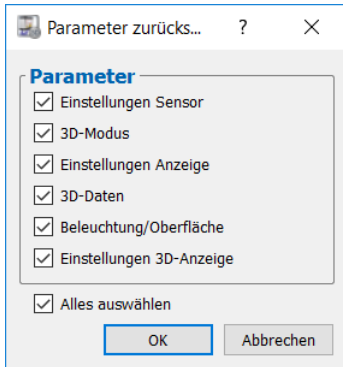 Parameter zurücks...
?
Parameter
Einstellungen Sensor
3D-Modus
Einstellungen Anzeige
3D-Daten
Beleuchtung/Oberfläche
Einstellungen 3D-Anzeige
Alles auswählen
OK
Abbrechen